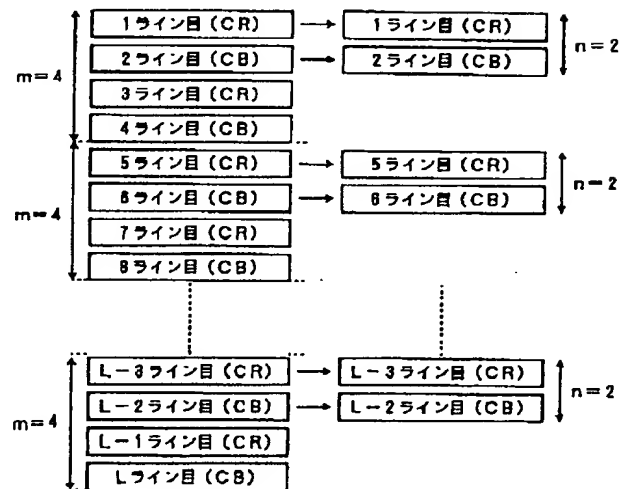 1ライン目(CR) 1ライン目(CR)
2ライン目(CB) 2ライン目(CB)
m=4 n=2
3ライン目(CR)
4ライン目(CB)
5ライン目(CR) 5ライン目(CR)
6ライン目(CB) 6ライン目(CB)
m=4 n=2
7ライン目(CR)
8ライン目(CB)
L-3ライン目(CR) L-3ライン目(CR)
L-2ライン目(CB) L-2ライン目(CB)
m=4 n=2
L-1ライン目(CR)
Lライン目(CB)